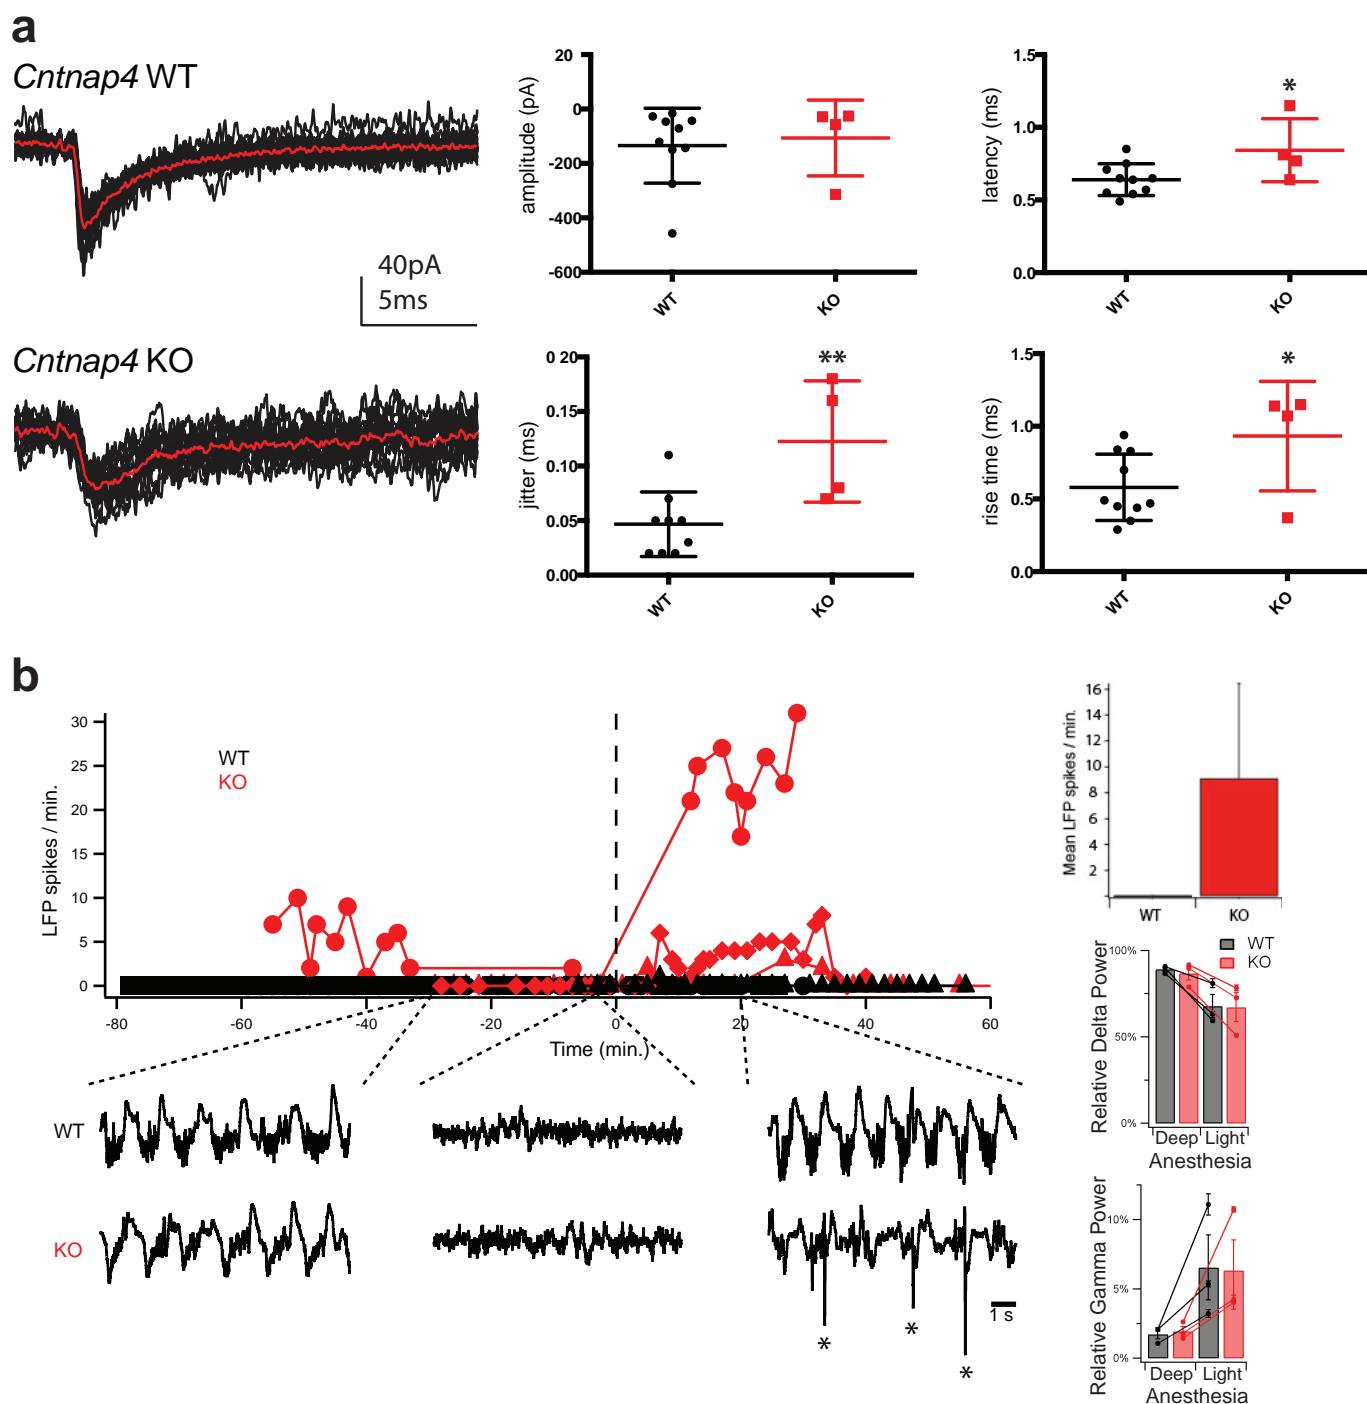 a
Cntnap4 WT
40pA
5ms
Cntnap4 KO
amplitude (pA)
20
0
-200
-400
-600
WT
KO
latency (ms)
1.5
1.0
0.5
0.0
WT
KO
*
jitter (ms)
0 20
0.15
0.10
0.05
0.00
WT
KO
**
rise time (ms)
1.5
1.0
0.5
0.0
WT
KO
*
b
LFP spikes / min.
30
25
20
15
10
5
0
WT
KO
-80
-60
-40
-20
0
20
40
60
Time (min.)
WT
KO
*
*
*
1 s
Mean LFP spikes / min.
16
14
12
10
8
6
4
2
WT
KO
Relative Delta Power
100%
50%
0%
WT
KO
Deep Light
Anesthesia
Relative Gamma Power
10%
5%
0%
Deep Light
Anesthesia